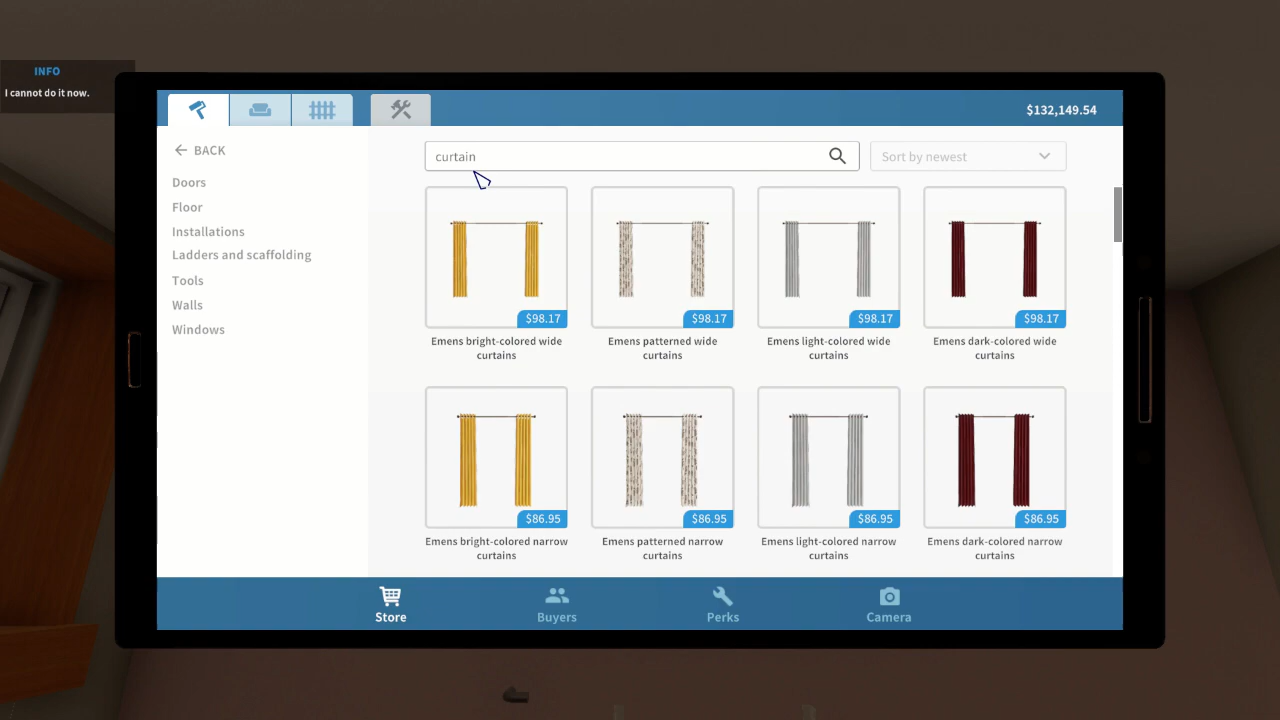 INFO
I cannot do it now.
$132,149.54
BACK
Doors
Floor
Installations
Ladders and scaffolding
Tools
Walls
Windows
curtain
Sort by newest
$98.17
$98.17
$98.17
$98.17
Emens bright-colored wide
curtains
Emens patterned wide
curtains
Emens light-colored wide
curtains
Emens dark-colored wide
curtains
$86.95
$86.95
$86.95
$86.95
Emens bright-colored narrow
curtains
Emens patterned narrow
curtains
Emens light-colored narrow
curtains
Emens dark-colored narrow
curtains
Store
Buyers
Perks
Camera